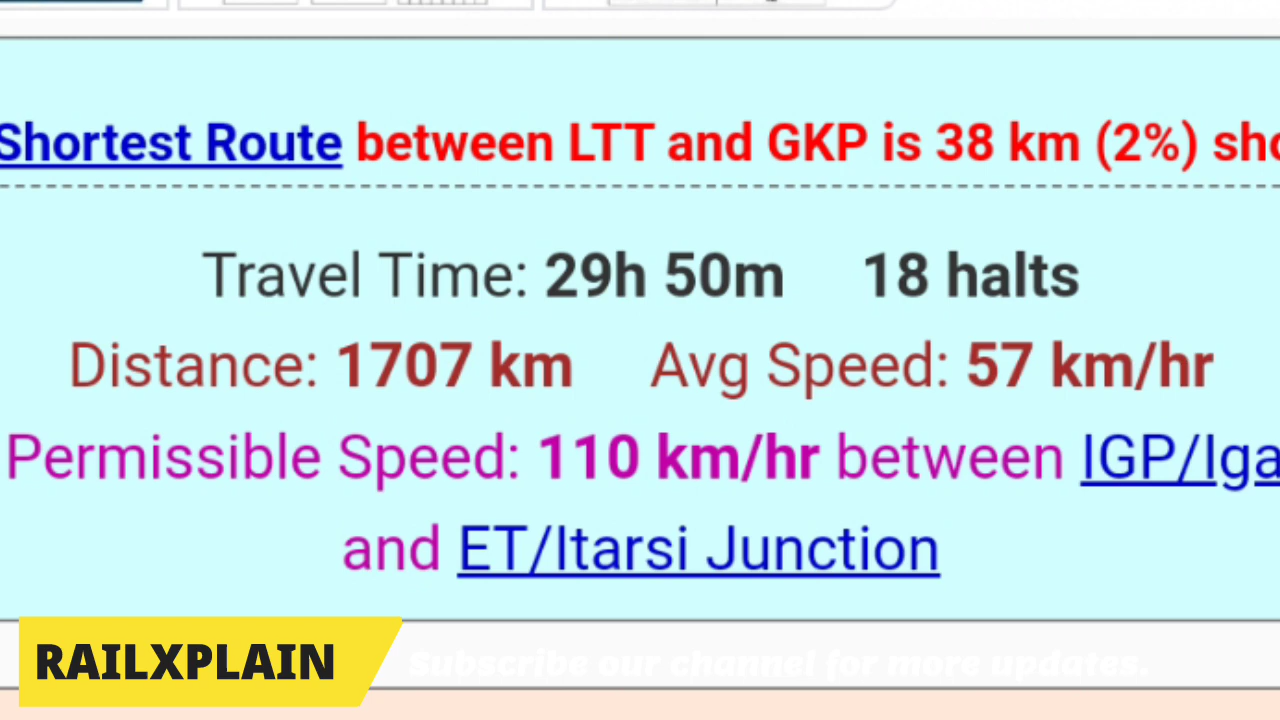 Shortest Route between LTT and GKP is 38 km (2%) sho
Travel Time: 29h 50m 18 halts
Distance: 1707 km Avg Speed: 57 km/hr
Permissible Speed: 110 km/hr between IGP/Iga
and ET/Itarsi Junction
RAILXPLAIN
Subscribe our channel for more updates.